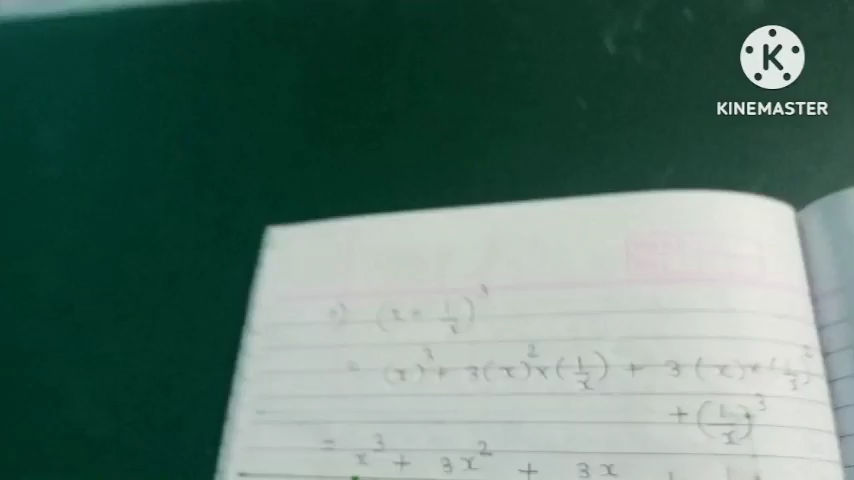 KINEMASTER
(x + 1/x)³
= (x)³ + 3(x)² × (1/x) + 3(x) × (1/x)²
+ (1/x)³
= x³ + 3x² + 3x